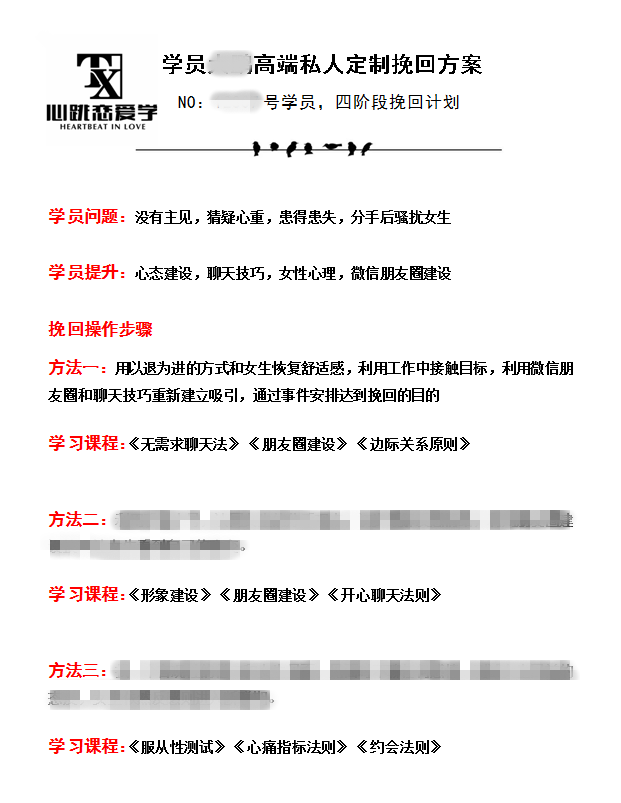 TX
心跳恋爱学
HEARTBEAT IN LOVE
学员高端私人定制挽回方案
NO：号学员，四阶段挽回计划
学员问题：没有主见，猜疑心重，患得患失，分手后骚扰女生
学员提升：心态建设，聊天技巧，女性心理，微信朋友圈建设
挽回操作步骤
方法一：用以退为进的方式和女生恢复舒适感，利用工作中接触目标，利用微信朋
友圈和聊天技巧重新建立吸引，通过事件安排达到挽回的目的
学习课程：《无需求聊天法》《朋友圈建设》《边际关系原则》
方法二：建
。
学习课程：《形象建设》《朋友圈建设》《开心聊天法则》
方法三：的
。
学习课程：《服从性测试》《心痛指标法则》《约会法则》